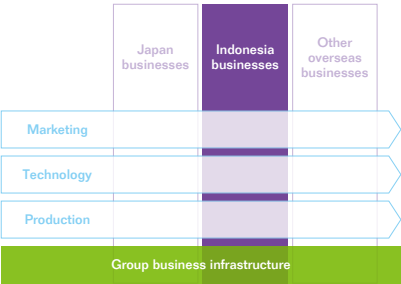 Japan
businesses
Indonesia
businesses
Other
overseas
businesses
Marketing
Technology
Production
Group business infrastructure